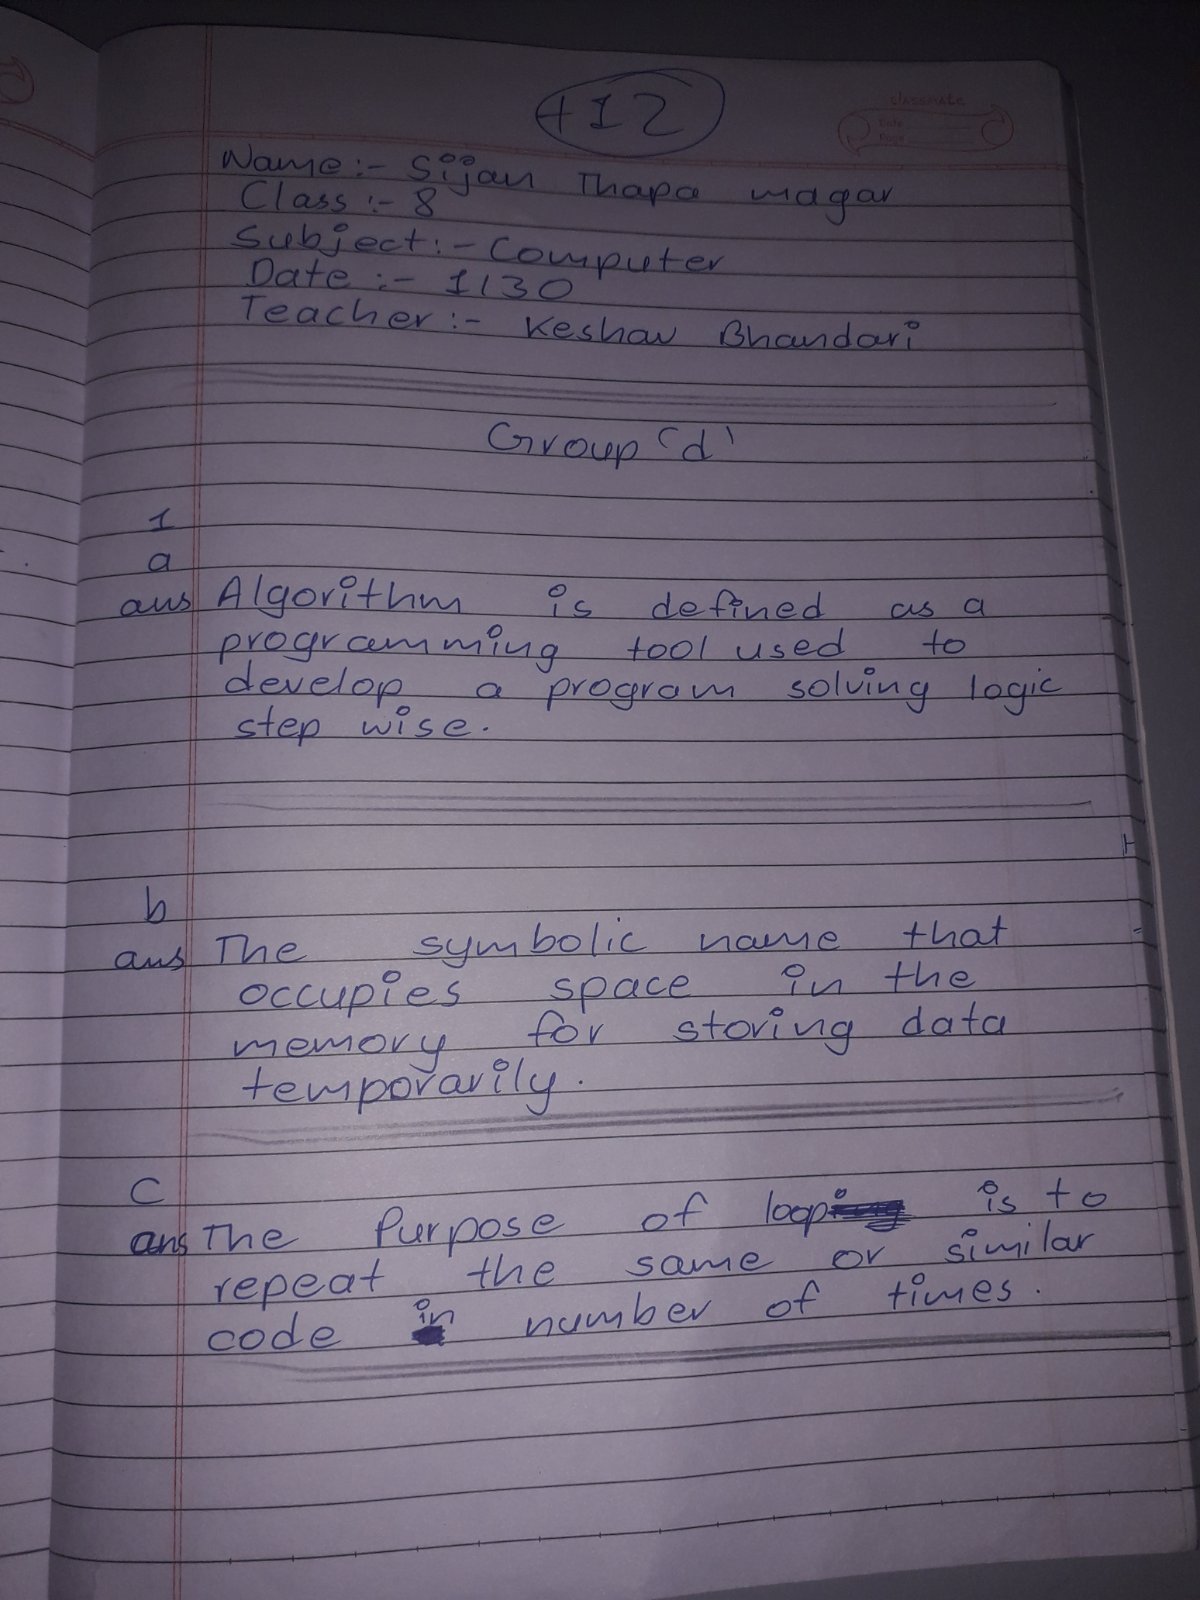 +12
classmate
Date
Page
Name:- Sijan Thapa magar
Class:- 8
Subject:- Computer
Date:- 1130
Teacher:- Keshav Bhandari
Group 'd'
1
a
ans Algorithm is defined as a
programming tool used to
develop a program solving logic
step wise.
b
ans The symbolic name that
occupies space in the
memory for storing data
temporarily.
c
ans The Purpose of loop is to
repeat the same or similar
code in number of times.